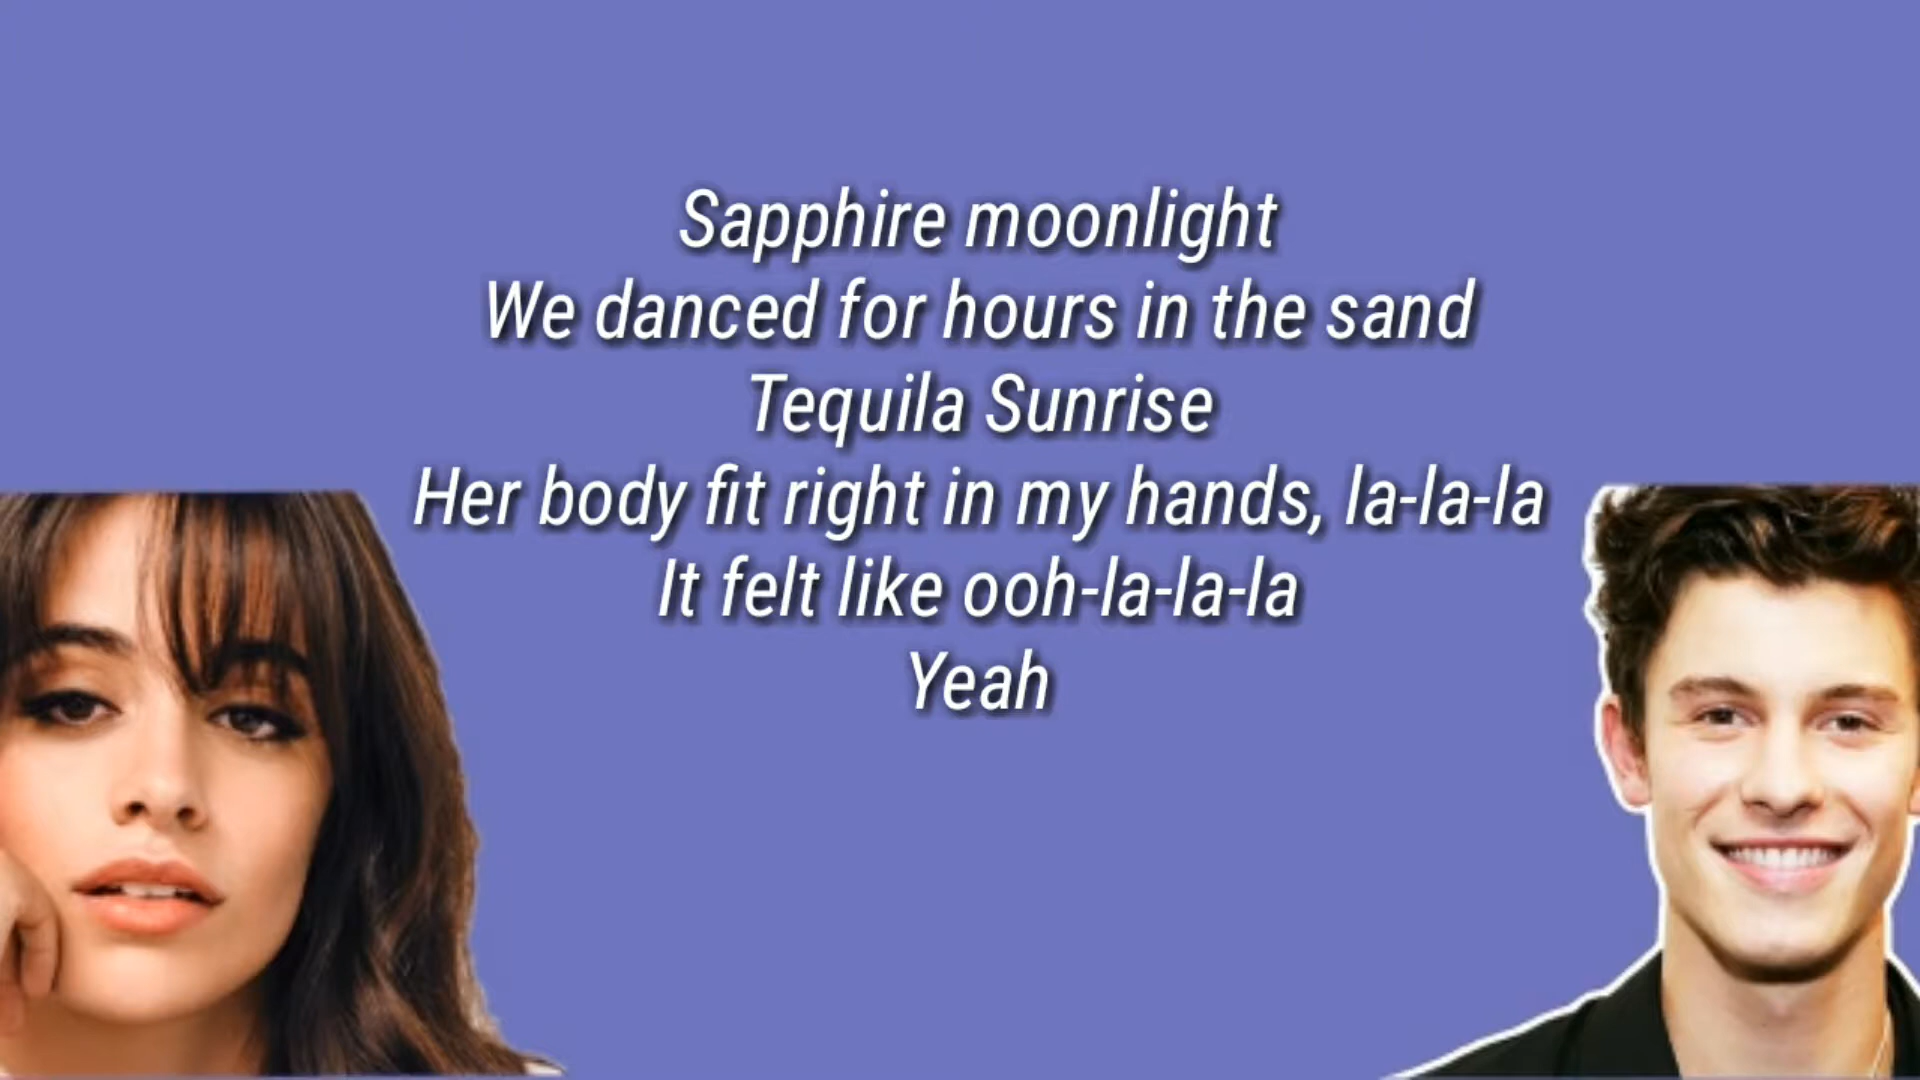 Sapphire moonlight
We danced for hours in the sand
Tequila Sunrise
Her body fit right in my hands, la-la-la
It felt like ooh-la-la-la
Yeah